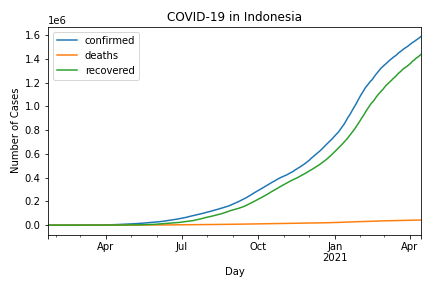 COVID-19 in Indonesia
1e6
confirmed
deaths
recovered
1.6
1.4
1.2
1.0
0.8
0.6
0.4
0.2
0.0
Number of Cases
Apr
Jul
Oct
Jan
2021
Apr
Day